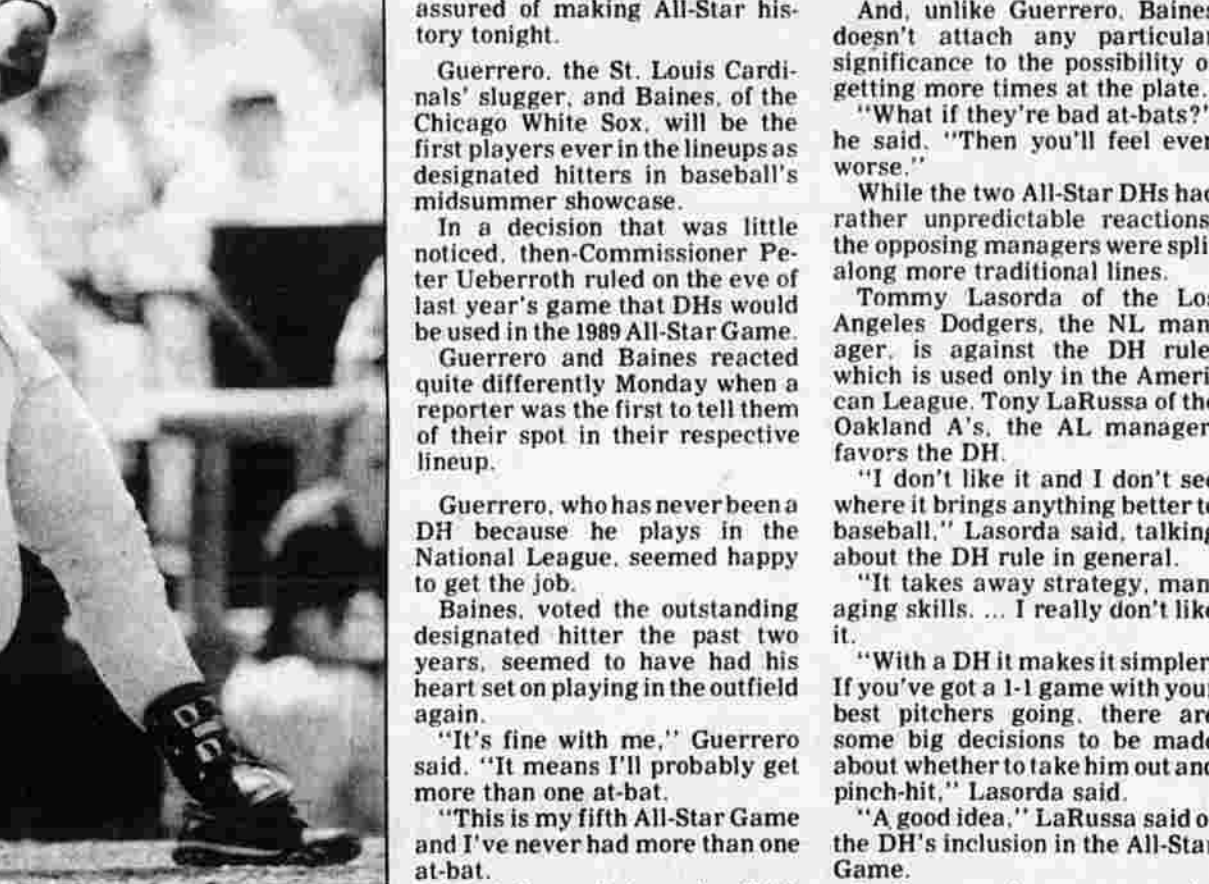 assured of making All-Star his-
tory tonight.
Guerrero, the St. Louis Cardi-
nals' slugger, and Baines, of the
Chicago White Sox, will be the
first players ever in the lineups as
designated hitters in baseball's
midsummer showcase.
In a decision that was little
noticed, then-Commissioner Pe-
ter Ueberroth ruled on the eve of
last year's game that DHs would
be used in the 1989 All-Star Game.
Guerrero and Baines reacted
quite differently Monday when a
reporter was the first to tell them
of their spot in their respective
lineup.
Guerrero, who has never been a
DH because he plays in the
National League, seemed happy
to get the job.
Baines, voted the outstanding
designated hitter the past two
years, seemed to have had his
heart set on playing in the outfield
again.
"It's fine with me," Guerrero
said. "It means I'll probably get
more than one at-bat.
"This is my fifth All-Star Game
and I've never had more than one
at-bat.
And, unlike Guerrero, Baines
doesn't attach any particular
significance to the possibility o
getting more times at the plate.
"What if they're bad at-bats?"
he said. "Then you'll feel even
worse."
While the two All-Star DHs had
rather unpredictable reactions,
the opposing managers were split
along more traditional lines.
Tommy Lasorda of the Los
Angeles Dodgers, the NL man
ager, is against the DH rule,
which is used only in the Ameri
can League. Tony LaRussa of the
Oakland A's, the AL manager,
favors the DH.
"I don't like it and I don't see
where it brings anything better to
baseball," Lasorda said, talking
about the DH rule in general.
"It takes away strategy, man
aging skills. ... I really don't like
it.
"With a DH it makes it simpler.
If you've got a 1-1 game with your
best pitchers going, there are
some big decisions to be made
about whether to take him out and
pinch-hit," Lasorda said.
"A good idea," LaRussa said o
the DH's inclusion in the All-Star
Game.